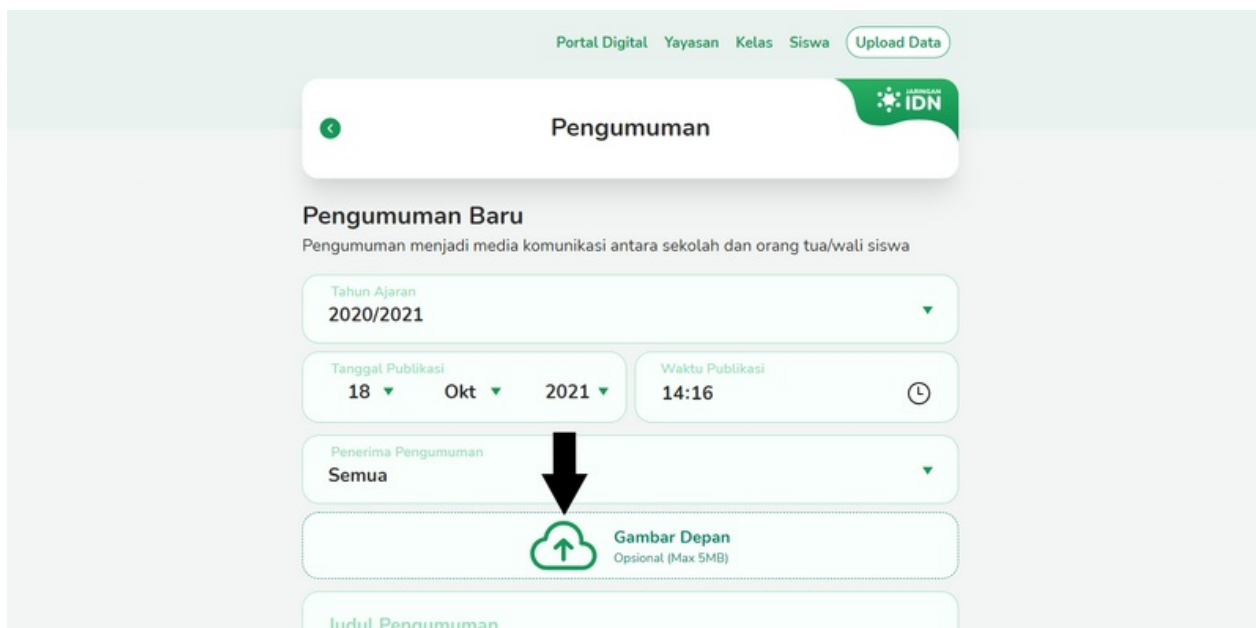 Portal Digital Yayasan Kelas Siswa Upload Data
JARINGAN
IDN
Pengumuman
Pengumuman Baru
Pengumuman menjadi media komunikasi antara sekolah dan orang tua/wali siswa
Tahun Ajaran
2020/2021
Tanggal Publikasi
18 Okt 2021
Waktu Publikasi
14:16
Penerima Pengumuman
Semua
Gambar Depan
Opsional (Max 5MB)
Judul Pengumuman